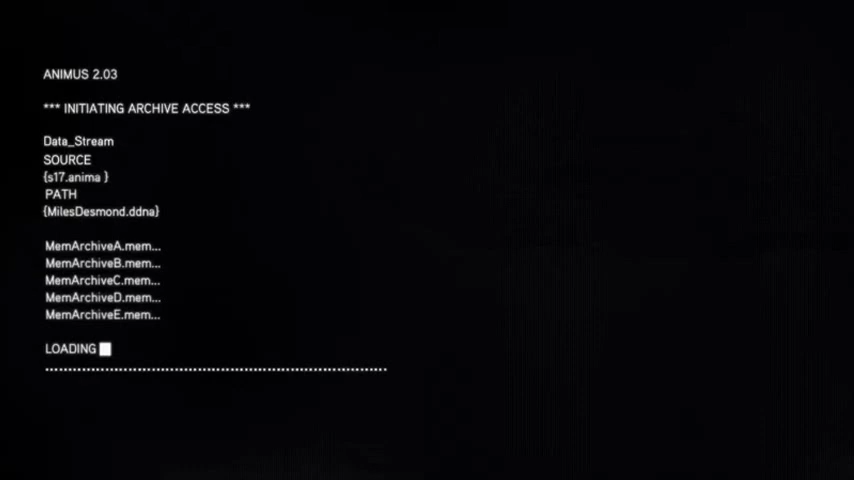 ANIMUS 2.03
*** INITIATING ARCHIVE ACCESS ***
Data_Stream
SOURCE
{s17.anima }
PATH
{MilesDesmond.ddna}
MemArchiveA.mem...
MemArchiveB.mem...
MemArchiveC.mem...
MemArchiveD.mem...
MemArchiveE.mem...
LOADING